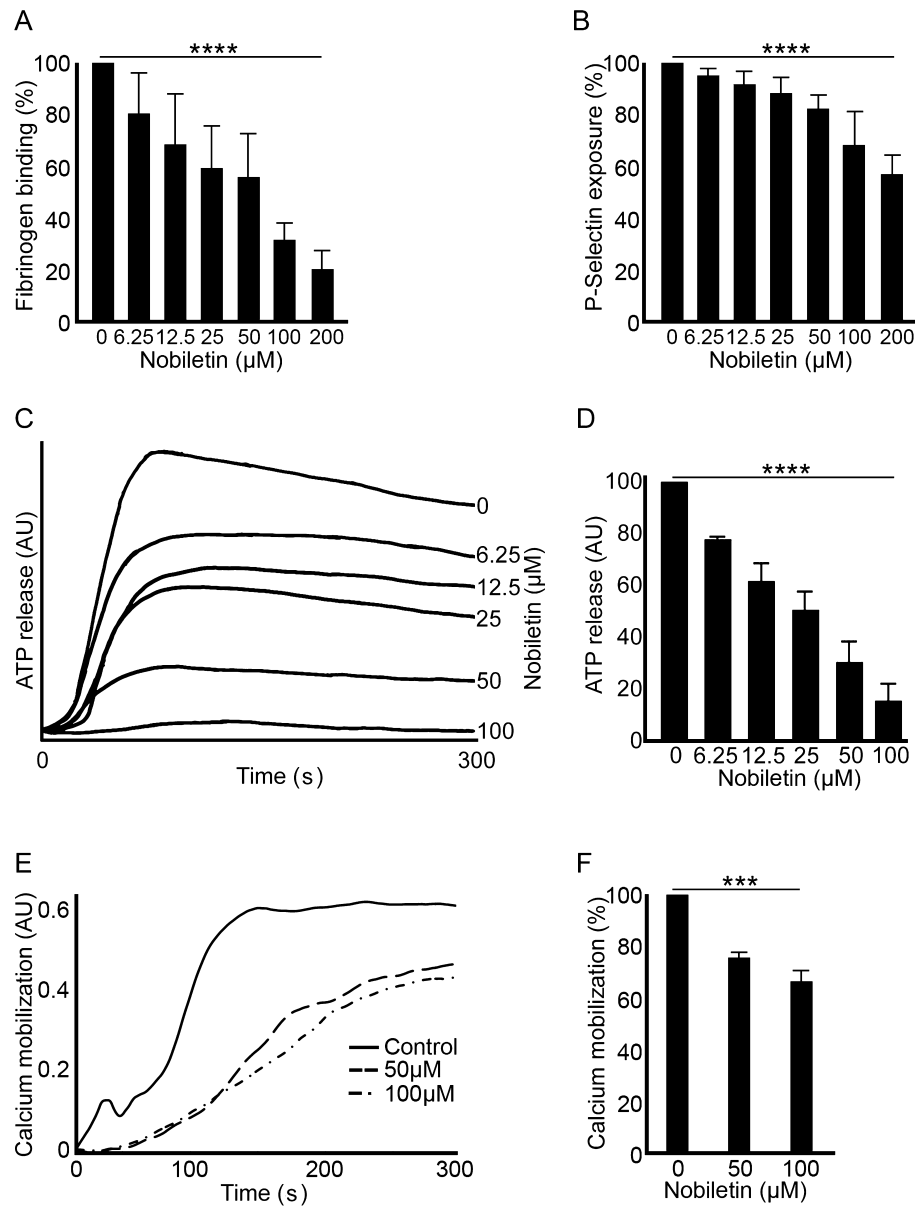 A
****
Fibrinogen binding (%)
100
80
60
40
20
0
0 6.25 12.5 25 50 100 200
Nobiletin (µM)
B
****
P-Selectin exposure (%)
100
80
60
40
20
0
0 6.25 12.5 25 50 100 200
Nobiletin (µM)
C
ATP release (AU)
0
6.25
12.5
25
50
100
Nobiletin (µM)
0 300
Time (s)
D
****
ATP release (AU)
100
80
60
40
20
0
0 6.25 12.5 25 50 100
Nobiletin (µM)
E
Calcium mobilization (AU)
0.6
0.4
0.2
0
Control
50µM
100µM
0 100 200 300
Time (s)
F
***
Calcium mobilization (%)
100
80
60
40
20
0
0 50 100
Nobiletin (µM)